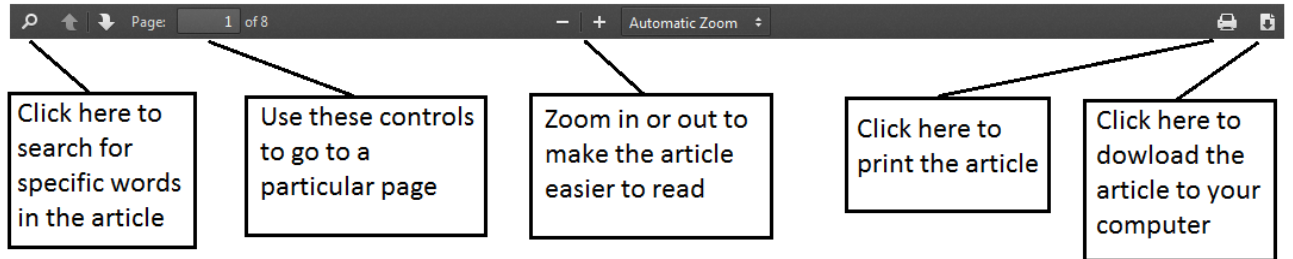 Page: 1 of 8
Automatic Zoom
Click here to
search for
specific words
in the article
Use these controls
to go to a
particular page
Zoom in or out to
make the article
easier to read
Click here to
print the article
Click here to
dowload the
article to your
computer